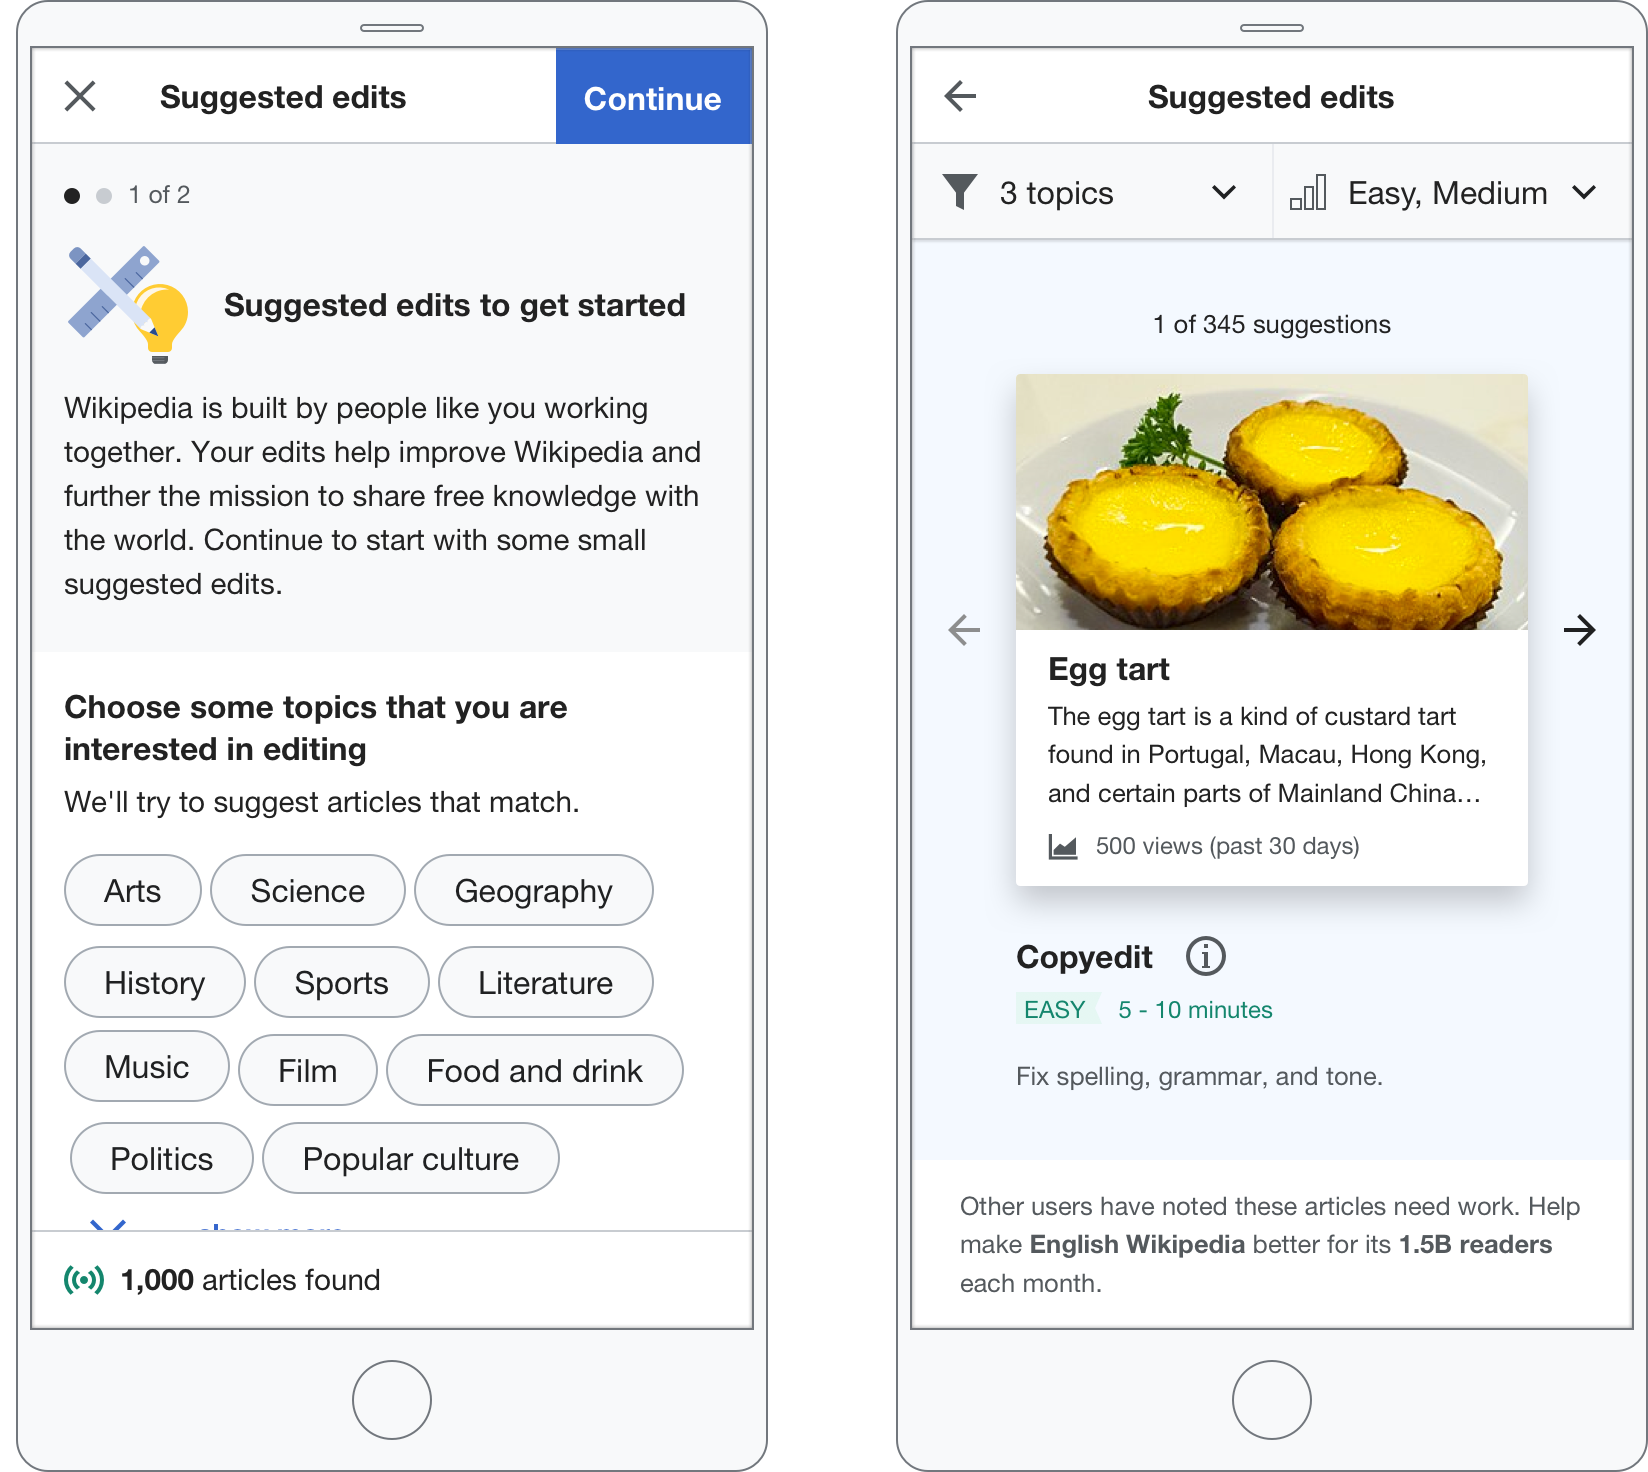 Suggested edits
Continue
1 of 2
Suggested edits to get started
Wikipedia is built by people like you working
together. Your edits help improve Wikipedia and
further the mission to share free knowledge with
the world. Continue to start with some small
suggested edits.
Choose some topics that you are
interested in editing
We'll try to suggest articles that match.
Arts Science Geography
History Sports Literature
Music Film Food and drink
Politics Popular culture
1,000 articles found
Suggested edits
3 topics
Easy, Medium
1 of 345 suggestions
Egg tart
The egg tart is a kind of custard tart
found in Portugal, Macau, Hong Kong,
and certain parts of Mainland China...
500 views (past 30 days)
Copyedit
EASY 5 - 10 minutes
Fix spelling, grammar, and tone.
Other users have noted these articles need work. Help
make English Wikipedia better for its 1.5B readers
each month.